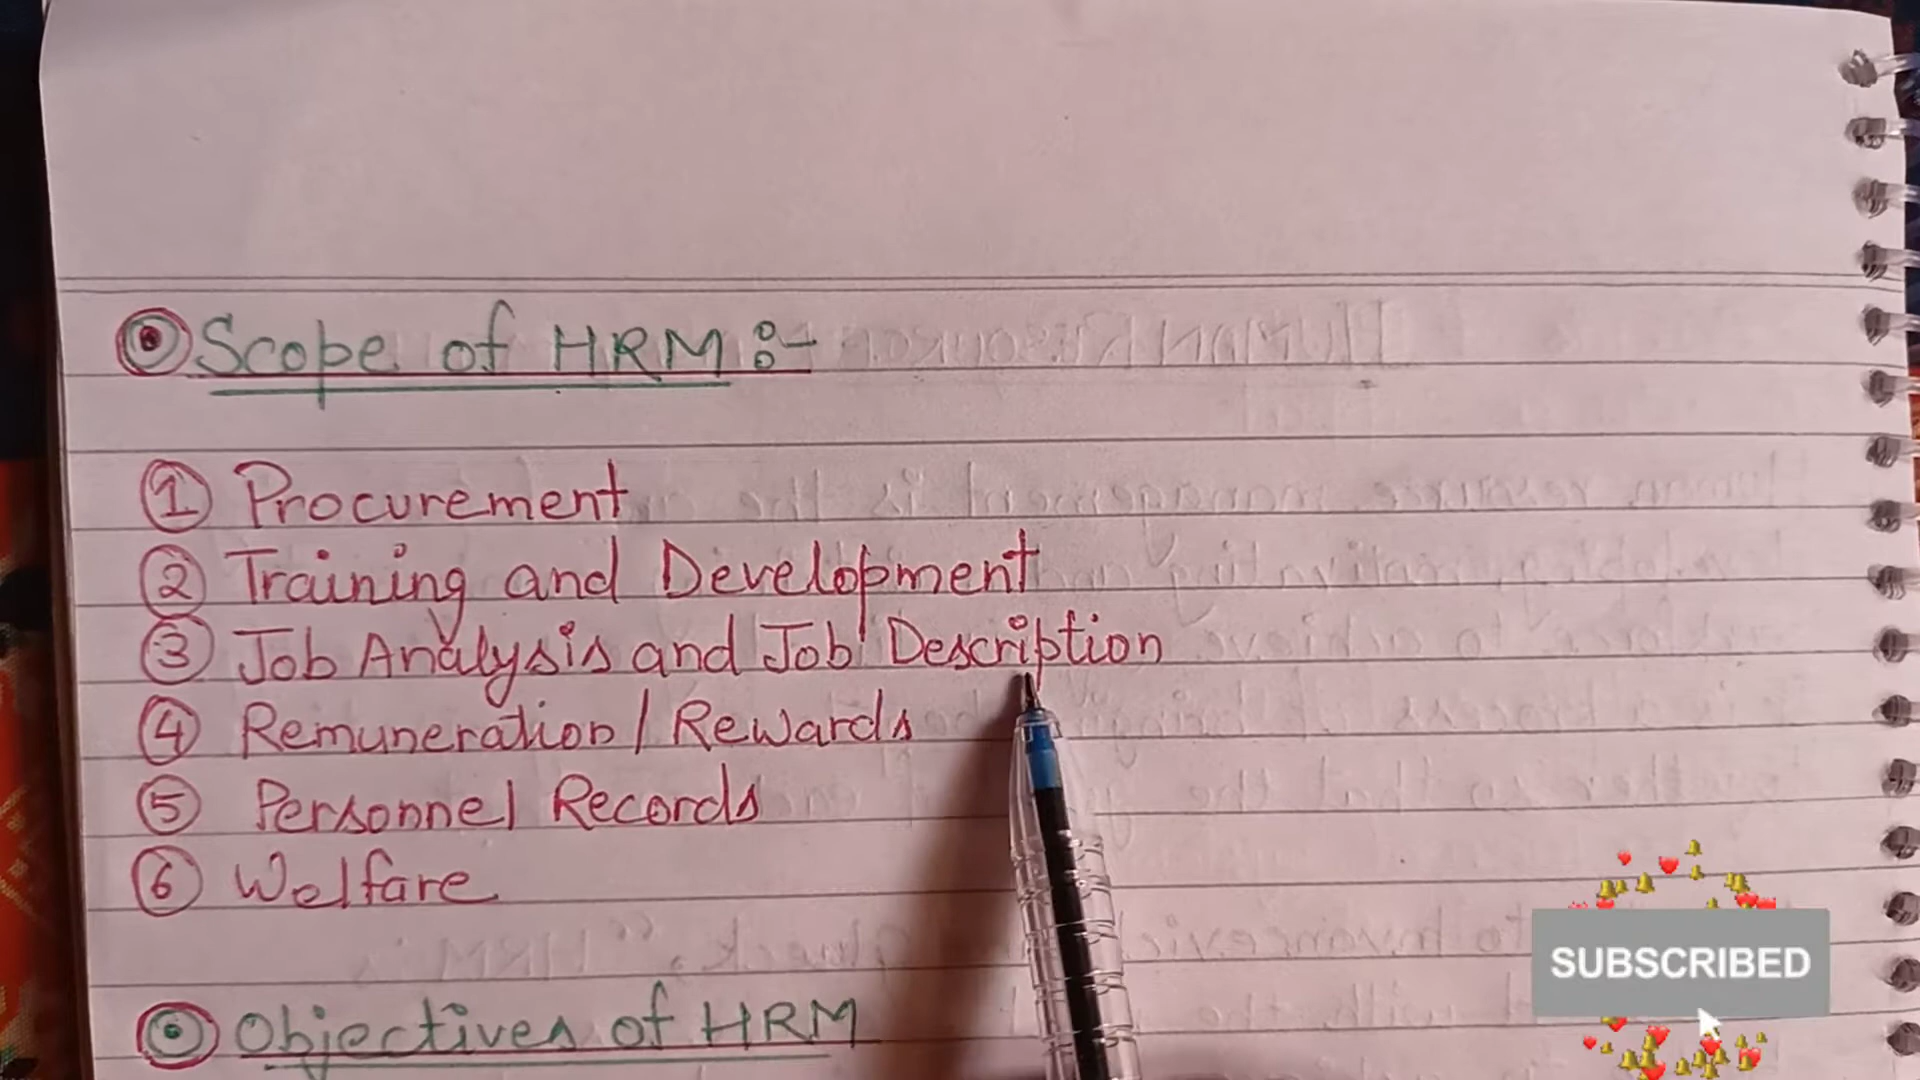 Scope of HRM :-
① Procurement
② Training and Development
③ Job Analysis and Job Description
④ Remuneration / Rewards
⑤ Personnel Records
⑥ Welfare
Objectives of HRM
SUBSCRIBED